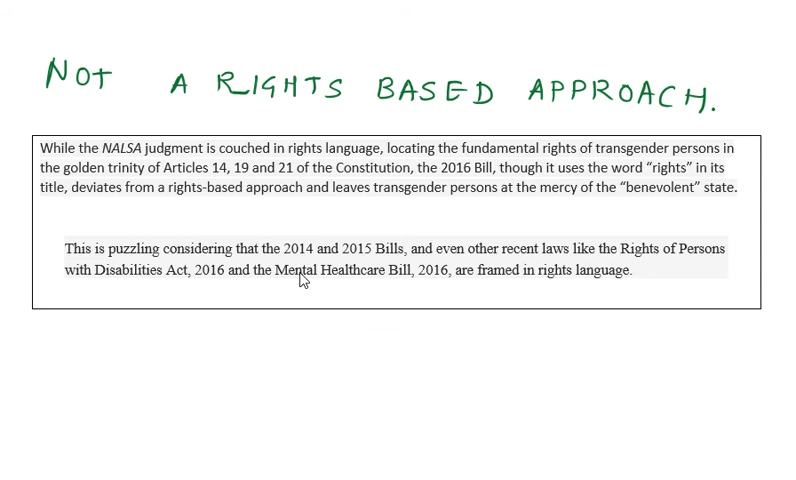 NOT A RIGHTS BASED APPROACH.
While the NALSA judgment is couched in rights language, locating the fundamental rights of transgender persons in
the golden trinity of Articles 14, 19 and 21 of the Constitution, the 2016 Bill, though it uses the word “rights” in its
title, deviates from a rights-based approach and leaves transgender persons at the mercy of the “benevolent” state.
This is puzzling considering that the 2014 and 2015 Bills, and even other recent laws like the Rights of Persons
with Disabilities Act, 2016 and the Mental Healthcare Bill, 2016, are framed in rights language.